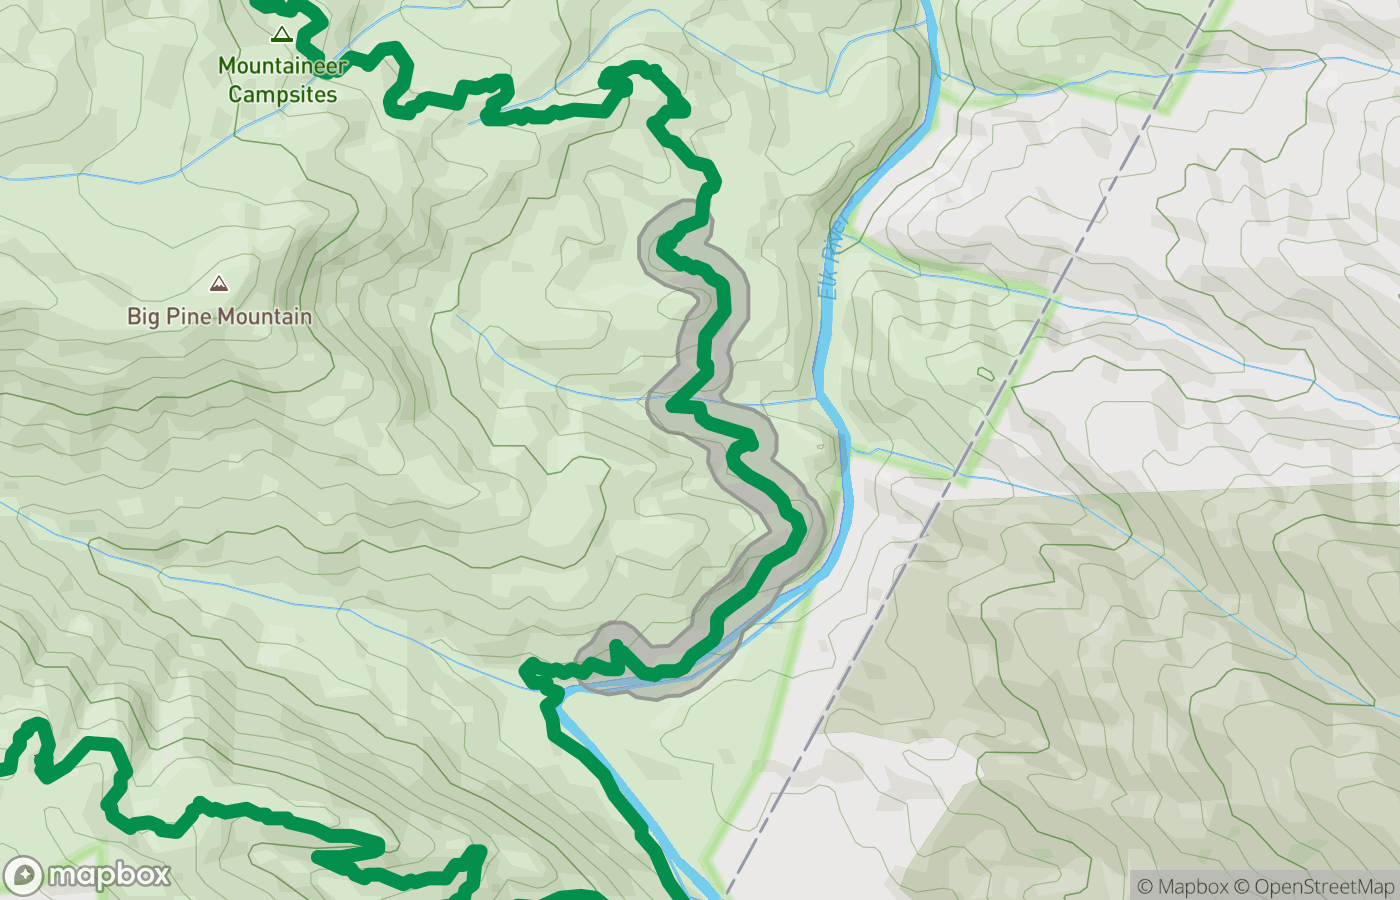 Mountaineer
Campsites
Elk River
Big Pine Mountain
mapbox
© Mapbox © OpenStreetMap